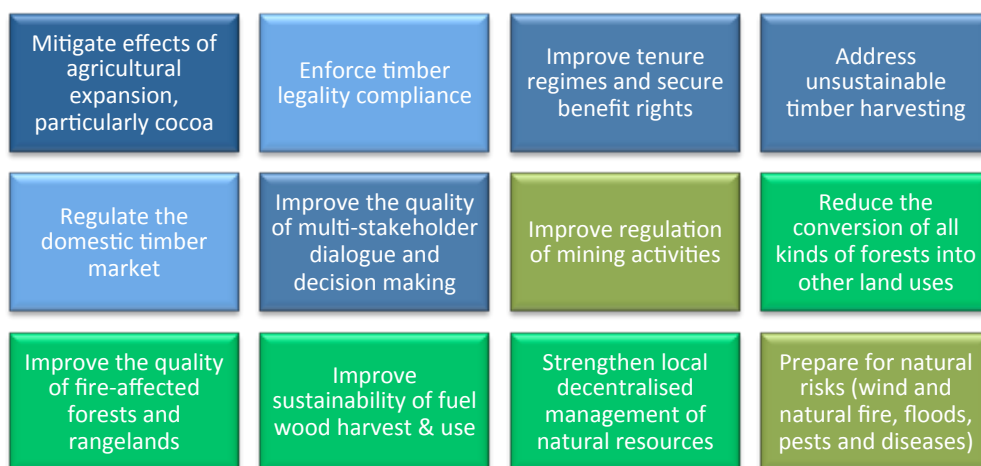 Mitigate effects of
agricultural
expansion,
particularly cocoa
Enforce timber
legality compliance
Improve tenure
regimes and secure
benefit rights
Address
unsustainable
timber harvesting
Regulate the
domestic timber
market
Improve the quality
of multi-stakeholder
dialogue and
decision making
Improve regulation
of mining activities
Reduce the
conversion of all
kinds of forests into
other land uses
Improve the quality
of fire-affected
forests and
rangelands
Improve
sustainability of fuel
wood harvest & use
Strengthen local
decentralised
management of
natural resources
Prepare for natural
risks (wind and
natural fire, floods,
pests and diseases)